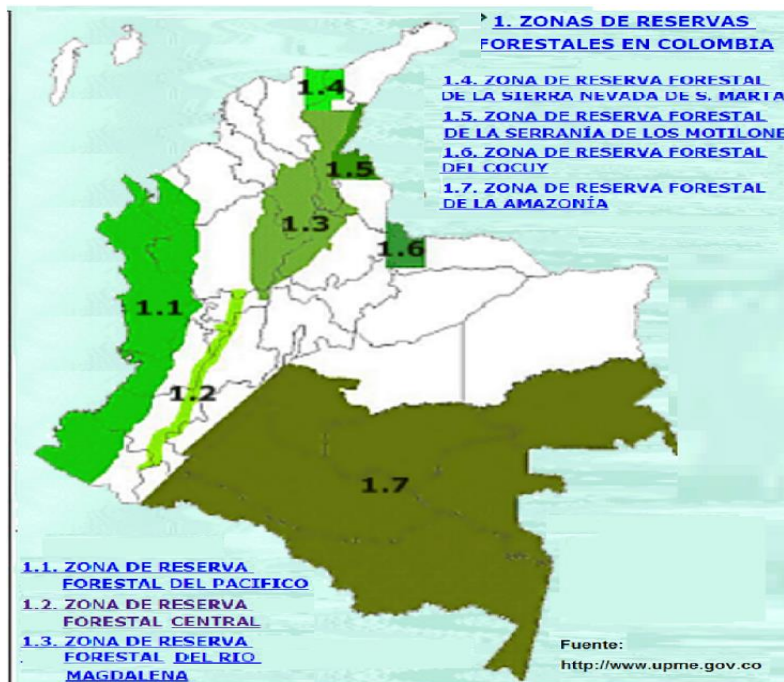 1. ZONAS DE RESERVAS
FORESTALES EN COLOMBIA
1.4. ZONA DE RESERVA FORESTAL
DE LA SIERRA NEVADA DE S. MARTA
1.5. ZONA DE RESERVA FORESTAL
DE LA SERRANÍA DE LOS MOTILONE
1.6. ZONA DE RESERVA FORESTAL
DEL COCUY
1.7. ZONA DE RESERVA FORESTAL
DE LA AMAZONÍA
1.4
1.5
1.3
1.6
1.1
1.2
1.7
1.1. ZONA DE RESERVA
FORESTAL DEL PACIFICO
1.2. ZONA DE RESERVA
FORESTAL CENTRAL
1.3. ZONA DE RESERVA
FORESTAL DEL RIO
MAGDALENA
Fuente:
http://www.upme.gov.co